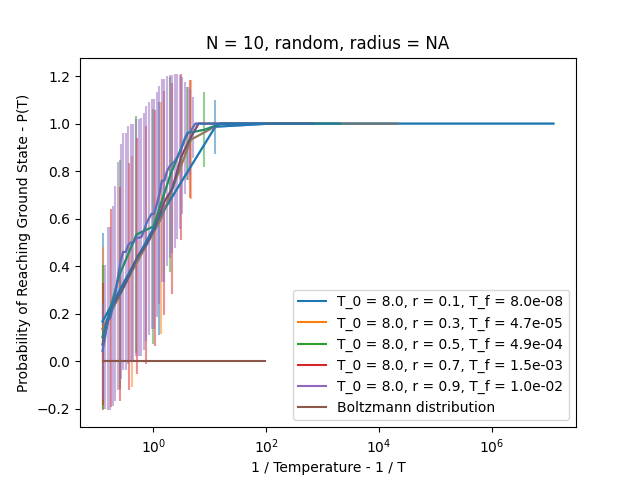 N = 10, random, radius = NA
Probability of Reaching Ground State - P(T)
1.2
1.0
0.8
0.6
0.4
0.2
0.0
−0.2
T_0 = 8.0, r = 0.1, T_f = 8.0e-08
T_0 = 8.0, r = 0.3, T_f = 4.7e-05
T_0 = 8.0, r = 0.5, T_f = 4.9e-04
T_0 = 8.0, r = 0.7, T_f = 1.5e-03
T_0 = 8.0, r = 0.9, T_f = 1.0e-02
Boltzmann distribution
10⁰ 10² 10⁴ 10⁶
1 / Temperature - 1 / T